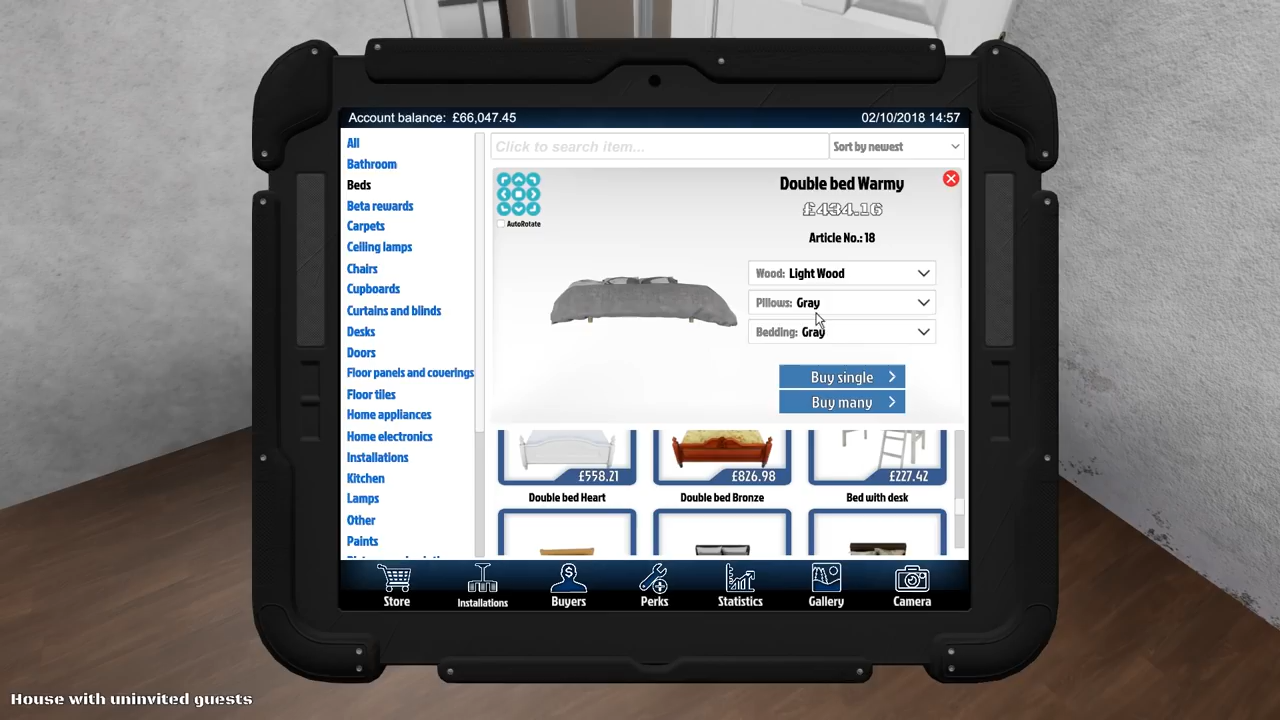 Account balance: £66,047.45
02/10/2018 14:57
All
Bathroom
Beds
Beta rewards
Carpets
Ceiling lamps
Chairs
Cupboards
Curtains and blinds
Desks
Doors
Floor panels and coverings
Floor tiles
Home appliances
Home electronics
Installations
Kitchen
Lamps
Other
Paints
Click to search item...
Sort by newest
AutoRotate
Double bed Warmy
£434.16
Article No.: 18
Wood: Light Wood
Pillows: Gray
Bedding: Gray
Buy single
Buy many
£558.21
£826.98
£227.42
Double bed Heart
Double bed Bronze
Bed with desk
Store
Installations
Buyers
Perks
Statistics
Gallery
Camera
House with uninvited guests